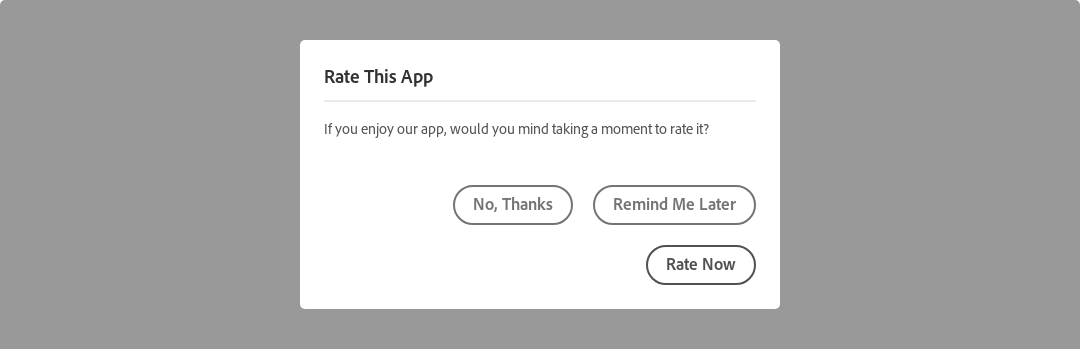 Rate This App
If you enjoy our app, would you mind taking a moment to rate it?
No, Thanks
Remind Me Later
Rate Now